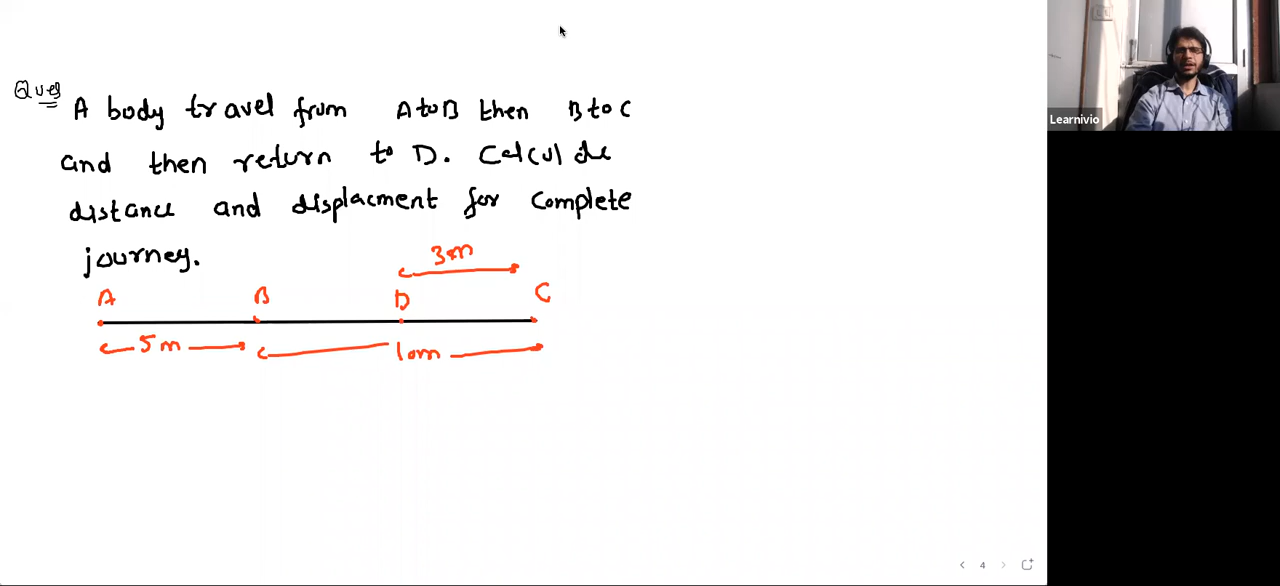 Ques
A body travel from A to B then B to C
and then return to D. Calculate
distance and displacment for complete
journey.
3m
A B D C
5m 10m
Learnivio
4